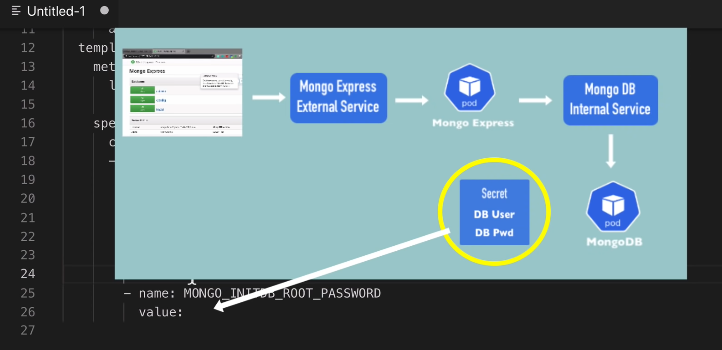 Untitled-1
11
12 templ
13 met
14 l
15
16 spe
17 c
18 -
19
20
21
22
23
24
25 - name: MONGO_INITDB_ROOT_PASSWORD
26 value:
27
Mongo Express
Mongo Express
External Service
pod
Mongo Express
Mongo DB
Internal Service
Secret
DB User
DB Pwd
pod
MongoDB